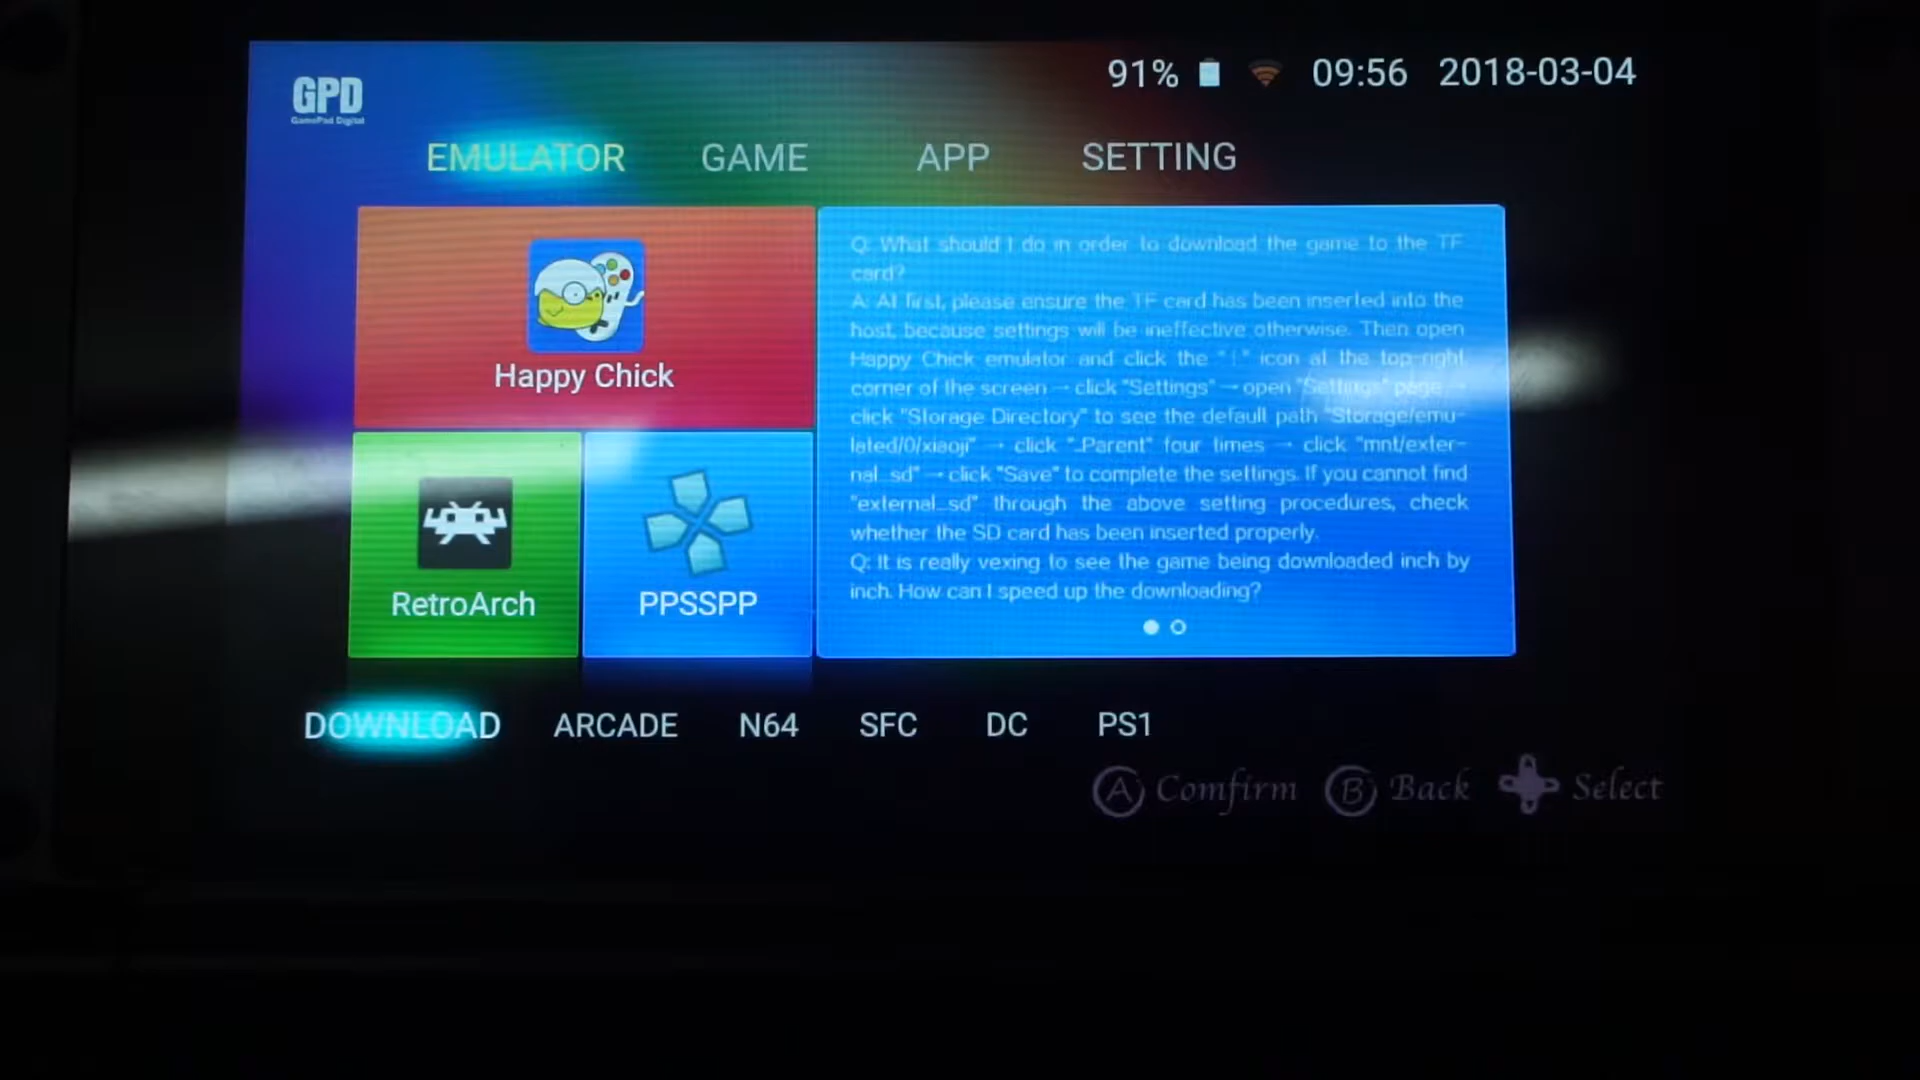 91% 09:56 2018-03-04
GPD
GamePad Digital
EMULATOR GAME APP SETTING
Happy Chick
RetroArch
PPSSPP
Q: What should I do in order to download the game to the TF
card?
A: At first, please ensure the TF card has been inserted into the
host, because settings will be ineffective otherwise. Then open
Happy Chick emulator and click the "⋮" icon at the top-right
corner of the screen→click "Settings"→open "Settings" page→
click "Storage Directory" to see the default path "Storage/emu-
lated/0/xiaoji" → click "..Parent" four times → click "mnt/exter-
nal_sd"→click "Save" to complete the settings. If you cannot find
"external_sd" through the above setting procedures, check
whether the SD card has been inserted properly.
Q: It is really vexing to see the game being downloaded inch by
inch. How can I speed up the downloading?
DOWNLOAD ARCADE N64 SFC DC PS1
A Comfirm B Back Select